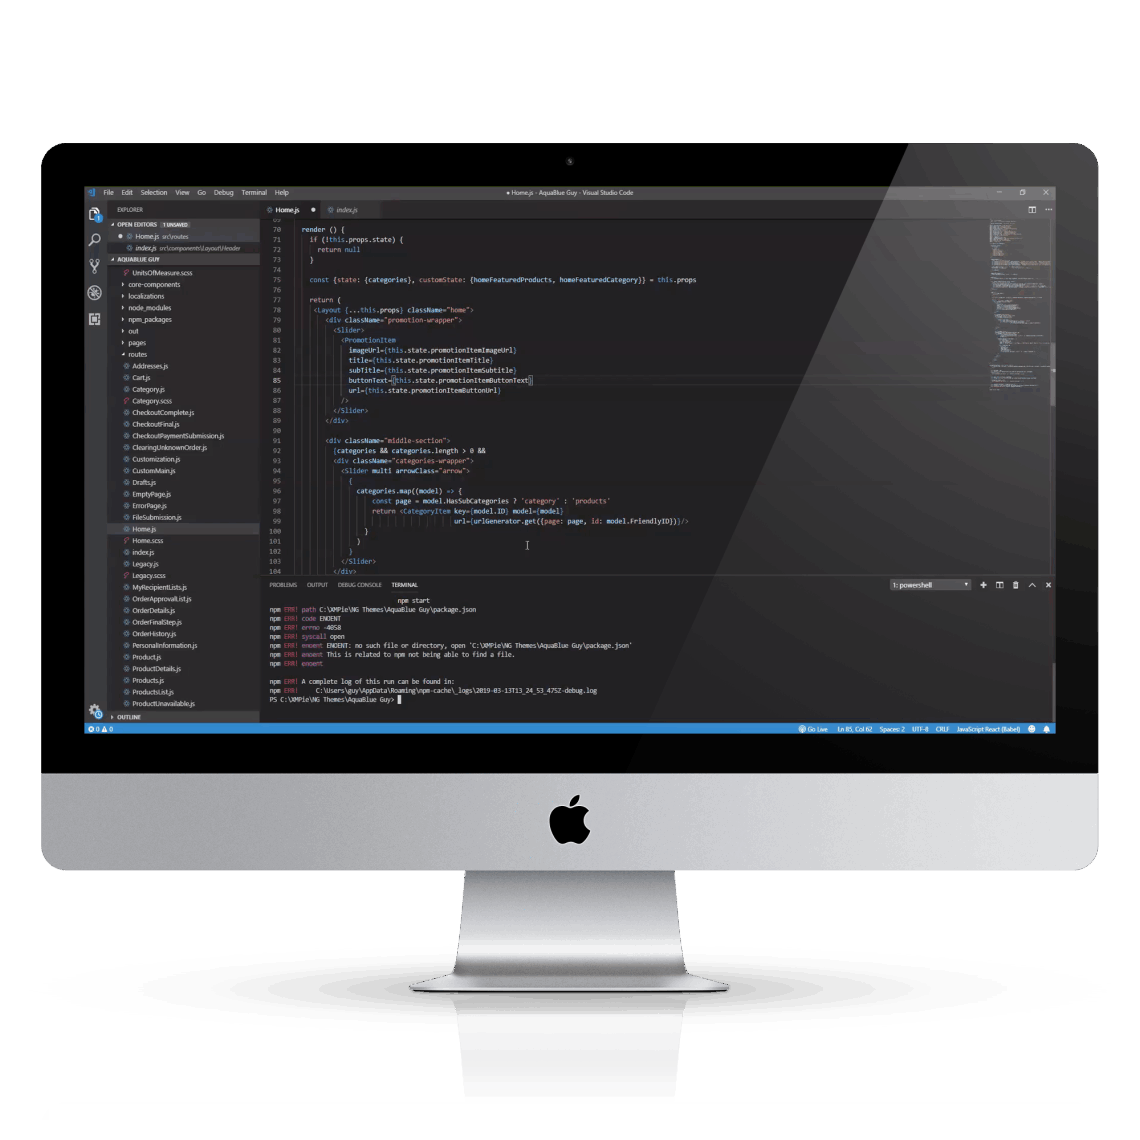 File Edit Selection View Go Debug Terminal Help
● Home.js - AquaBlue Guy - Visual Studio Code
EXPLORER
OPEN EDITORS 1 UNSAVED
Home.js src\routes
index.js src\components\Layout\Header
AQUABLUE GUY
UnitsOfMeasure.scss
core-components
localizations
node_modules
npm_packages
out
pages
routes
Addresses.js
Cart.js
Category.js
Category.scss
CheckoutComplete.js
CheckoutFinal.js
CheckoutPaymentSubmission.js
ClearingUnknownOrder.js
Customization.js
CustomMain.js
Drafts.js
EmptyPage.js
ErrorPage.js
FileSubmission.js
Home.js
Home.scss
index.js
Legacy.js
Legacy.scss
MyRecipientLists.js
OrderApprovalList.js
OrderDetails.js
OrderFinalStep.js
OrderHistory.js
PersonalInformation.js
Product.js
ProductDetails.js
Products.js
ProductsList.js
ProductUnavailable.js
OUTLINE
Home.js ● index.js
69
70 render () {
71 if (!this.props.state) {
72 return null
73 }
74
75 const {state: {categories}, customState: {homeFeaturedProducts, homeFeaturedCategory}} = this.props
76
77 return (
78 <Layout {...this.props} className="home">
79 <div className="promotion-wrapper">
80 <Slider>
81 <PromotionItem
82 imageUrl={this.state.promotionItemImageUrl}
83 title={this.state.promotionItemTitle}
84 subTitle={this.state.promotionItemSubtitle}
85 buttonText={this.state.promotionItemButtonText}
86 url={this.state.promotionItemButtonUrl}
87 />
88 </Slider>
89 </div>
90
91 <div className="middle-section">
92 {categories && categories.length > 0 &&
93 <div className="categories-wrapper">
94 <Slider multi arrowClass="arrow">
95 {
96 categories.map((model) => {
97 const page = model.HasSubCategories ? 'category' : 'products'
98 return <CategoryItem key={model.ID} model={model}
99 url={urlGenerator.get({page: page, id: model.FriendlyID})}/>
100 }
101 )
102 }
103 </Slider>
104 </div>
PROBLEMS OUTPUT DEBUG CONSOLE TERMINAL 1: powershell
npm start
npm ERR! path C:\XMPie\NG Themes\AquaBlue Guy\package.json
npm ERR! code ENOENT
npm ERR! errno -4058
npm ERR! syscall open
npm ERR! enoent ENOENT: no such file or directory, open 'C:\XMPie\NG Themes\AquaBlue Guy\package.json'
npm ERR! enoent This is related to npm not being able to find a file.
npm ERR! enoent
npm ERR! A complete log of this run can be found in:
npm ERR! C:\Users\guy\AppData\Roaming\npm-cache\_logs\2019-03-13T13_24_53_475Z-debug.log
PS C:\XMPie\NG Themes\AquaBlue Guy>
0 0 Go Live Ln 85, Col 62 Spaces: 2 UTF-8 CRLF JavaScript React (Babel)